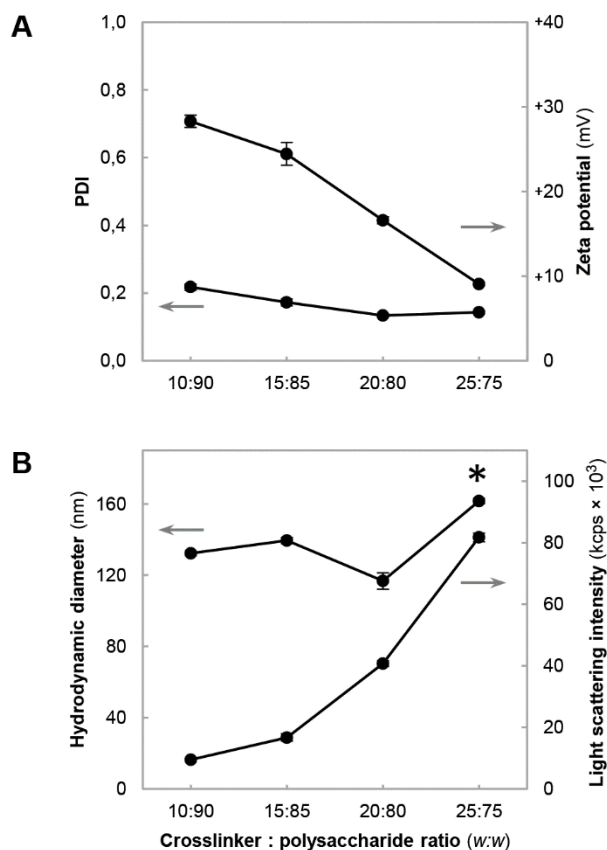 A
PDI
1,0
0,8
0,6
0,4
0,2
0,0
+40
+30
+20
+10
0
Zeta potential (mV)
10:90 15:85 20:80 25:75
B
Hydrodynamic diameter (nm)
160
120
80
40
0
*
100
80
60
40
20
0
Light scattering intensity (kcps × 10³)
10:90 15:85 20:80 25:75
Crosslinker : polysaccharide ratio (w:w)